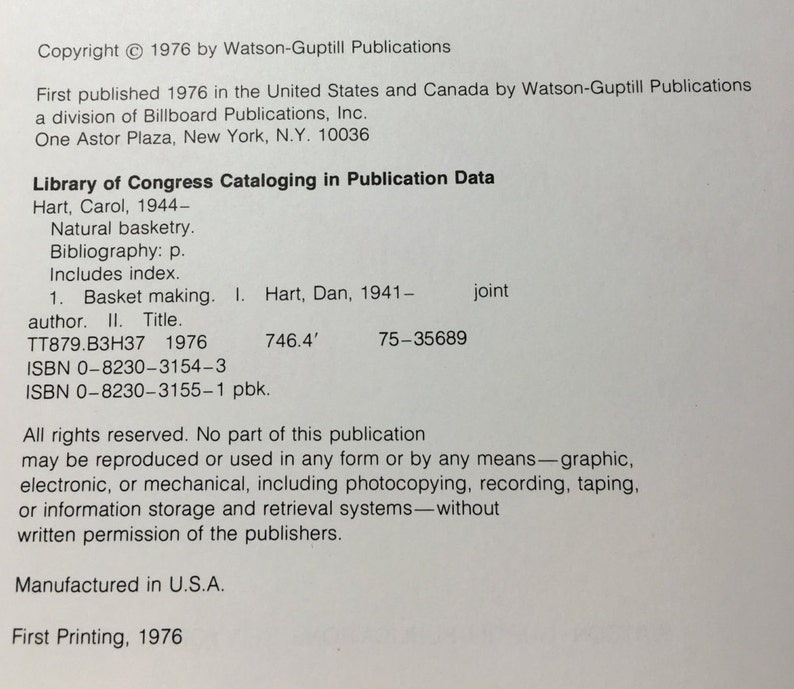 Copyright © 1976 by Watson-Guptill Publications
First published 1976 in the United States and Canada by Watson-Guptill Publications
a division of Billboard Publications, Inc.
One Astor Plaza, New York, N.Y. 10036
Library of Congress Cataloging in Publication Data
Hart, Carol, 1944–
Natural basketry.
Bibliography: p.
Includes index.
1. Basket making. I. Hart, Dan, 1941– joint
author. II. Title.
TT879.B3H37 1976 746.4′ 75–35689
ISBN 0–8230–3154–3
ISBN 0–8230–3155–1 pbk.
All rights reserved. No part of this publication
may be reproduced or used in any form or by any means—graphic,
electronic, or mechanical, including photocopying, recording, taping,
or information storage and retrieval systems—without
written permission of the publishers.
Manufactured in U.S.A.
First Printing, 1976